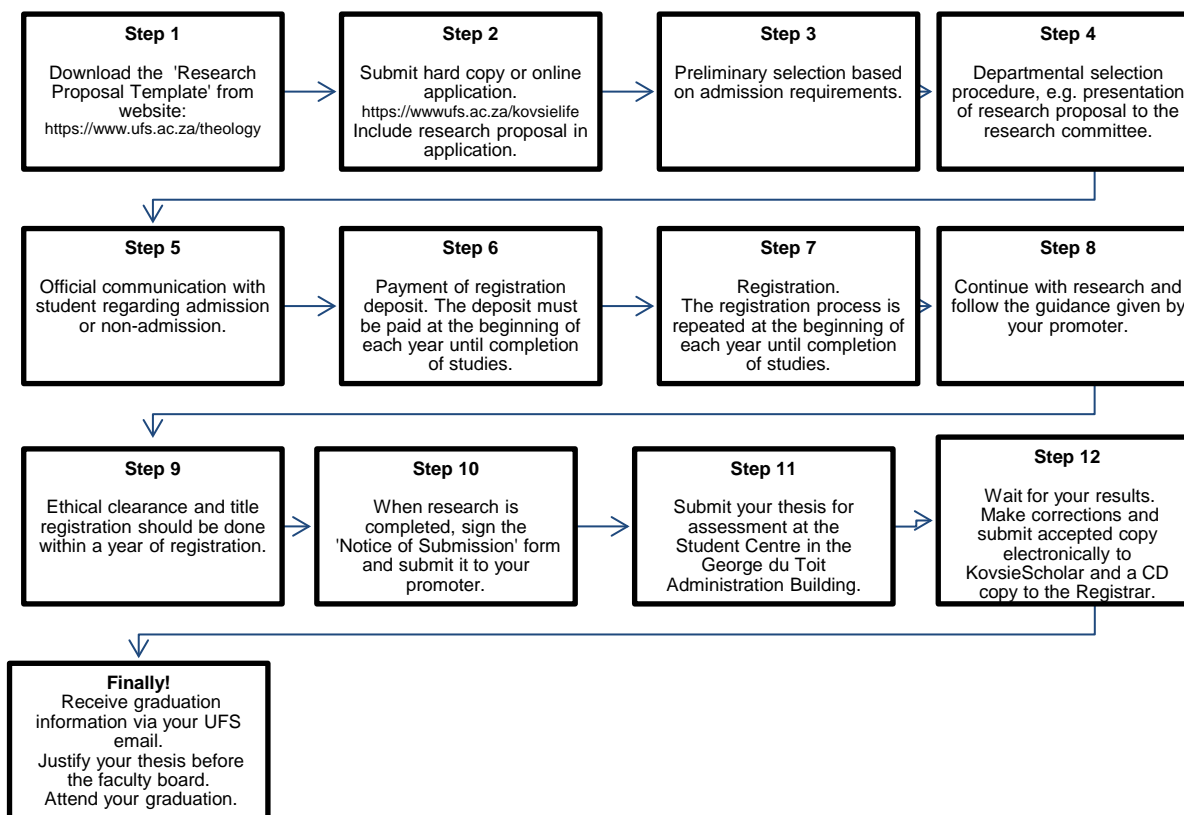 Step 1
Download the 'Research
Proposal Template' from
website:
https://www.ufs.ac.za/theology
Step 2
Submit hard copy or online
application.
https://wwwufs.ac.za/kovsielife
Include research proposal in
application.
Step 3
Preliminary selection based
on admission requirements.
Step 4
Departmental selection
procedure, e.g. presentation
of research proposal to the
research committee.
Step 5
Official communication with
student regarding admission
or non-admission.
Step 6
Payment of registration
deposit. The deposit must
be paid at the beginning of
each year until completion
of studies.
Step 7
Registration.
The registration process is
repeated at the beginning of
each year until completion
of studies.
Step 8
Continue with research and
follow the guidance given by
your promoter.
Step 9
Ethical clearance and title
registration should be done
within a year of registration.
Step 10
When research is
completed, sign the
'Notice of Submission' form
and submit it to your
promoter.
Step 11
Submit your thesis for
assessment at the
Student Centre in the
George du Toit
Administration Building.
Step 12
Wait for your results.
Make corrections and
submit accepted copy
electronically to
KovsieScholar and a CD
copy to the Registrar.
Finally!
Receive graduation
information via your UFS
email.
Justify your thesis before
the faculty board.
Attend your graduation.